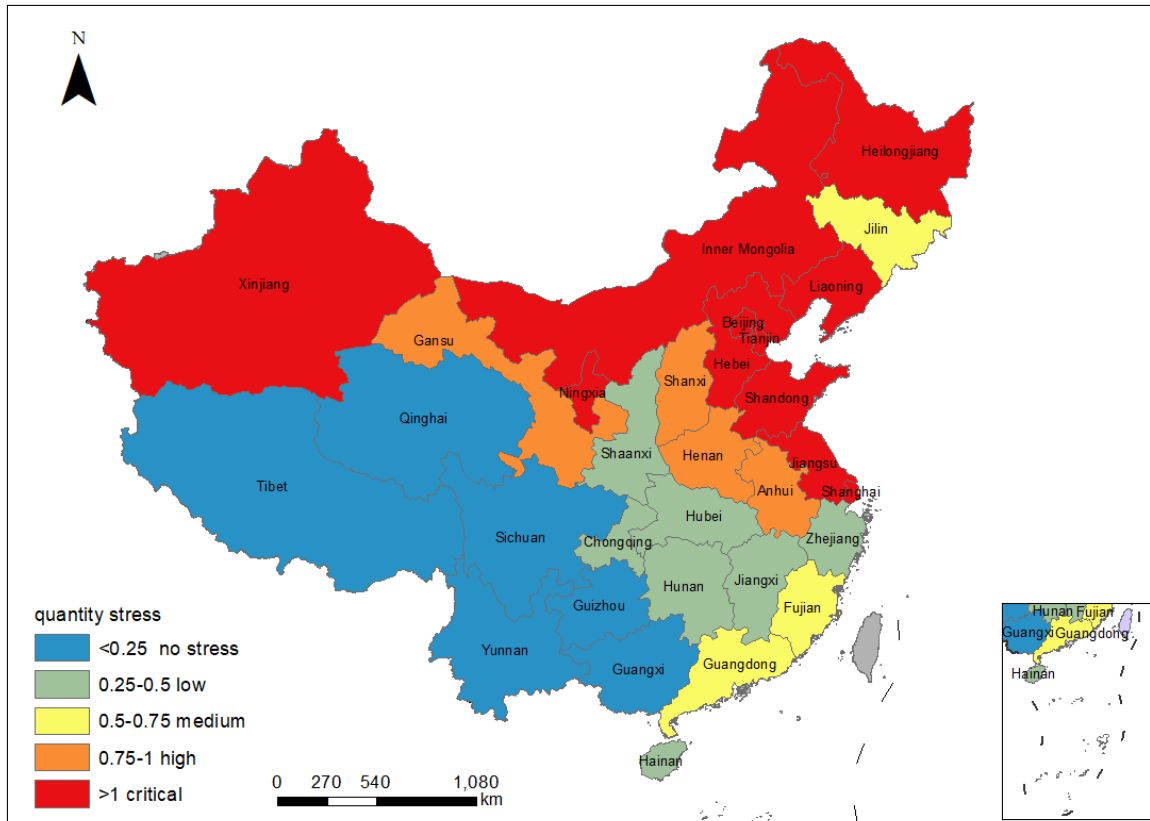 N
Heilongjiang
Jilin
Inner Mongolia
Liaoning
Xinjiang
Beijing
Tianjin
Gansu
Hebei
Shanxi
Ningxia
Shandong
Qinghai
Shaanxi
Henan
Jiangsu
Tibet
Anhui
Shanghai
Hubei
Sichuan
Chongqing
Zhejiang
Hunan
Jiangxi
Guizhou
Fujian
Yunnan
Guangxi
Guangdong
Hainan
quantity stress
<0.25 no stress
0.25-0.5 low
0.5-0.75 medium
0.75-1 high
>1 critical
0 270 540 1,080
km
Hunan Fujian
Guangxi Guangdong
Hainan